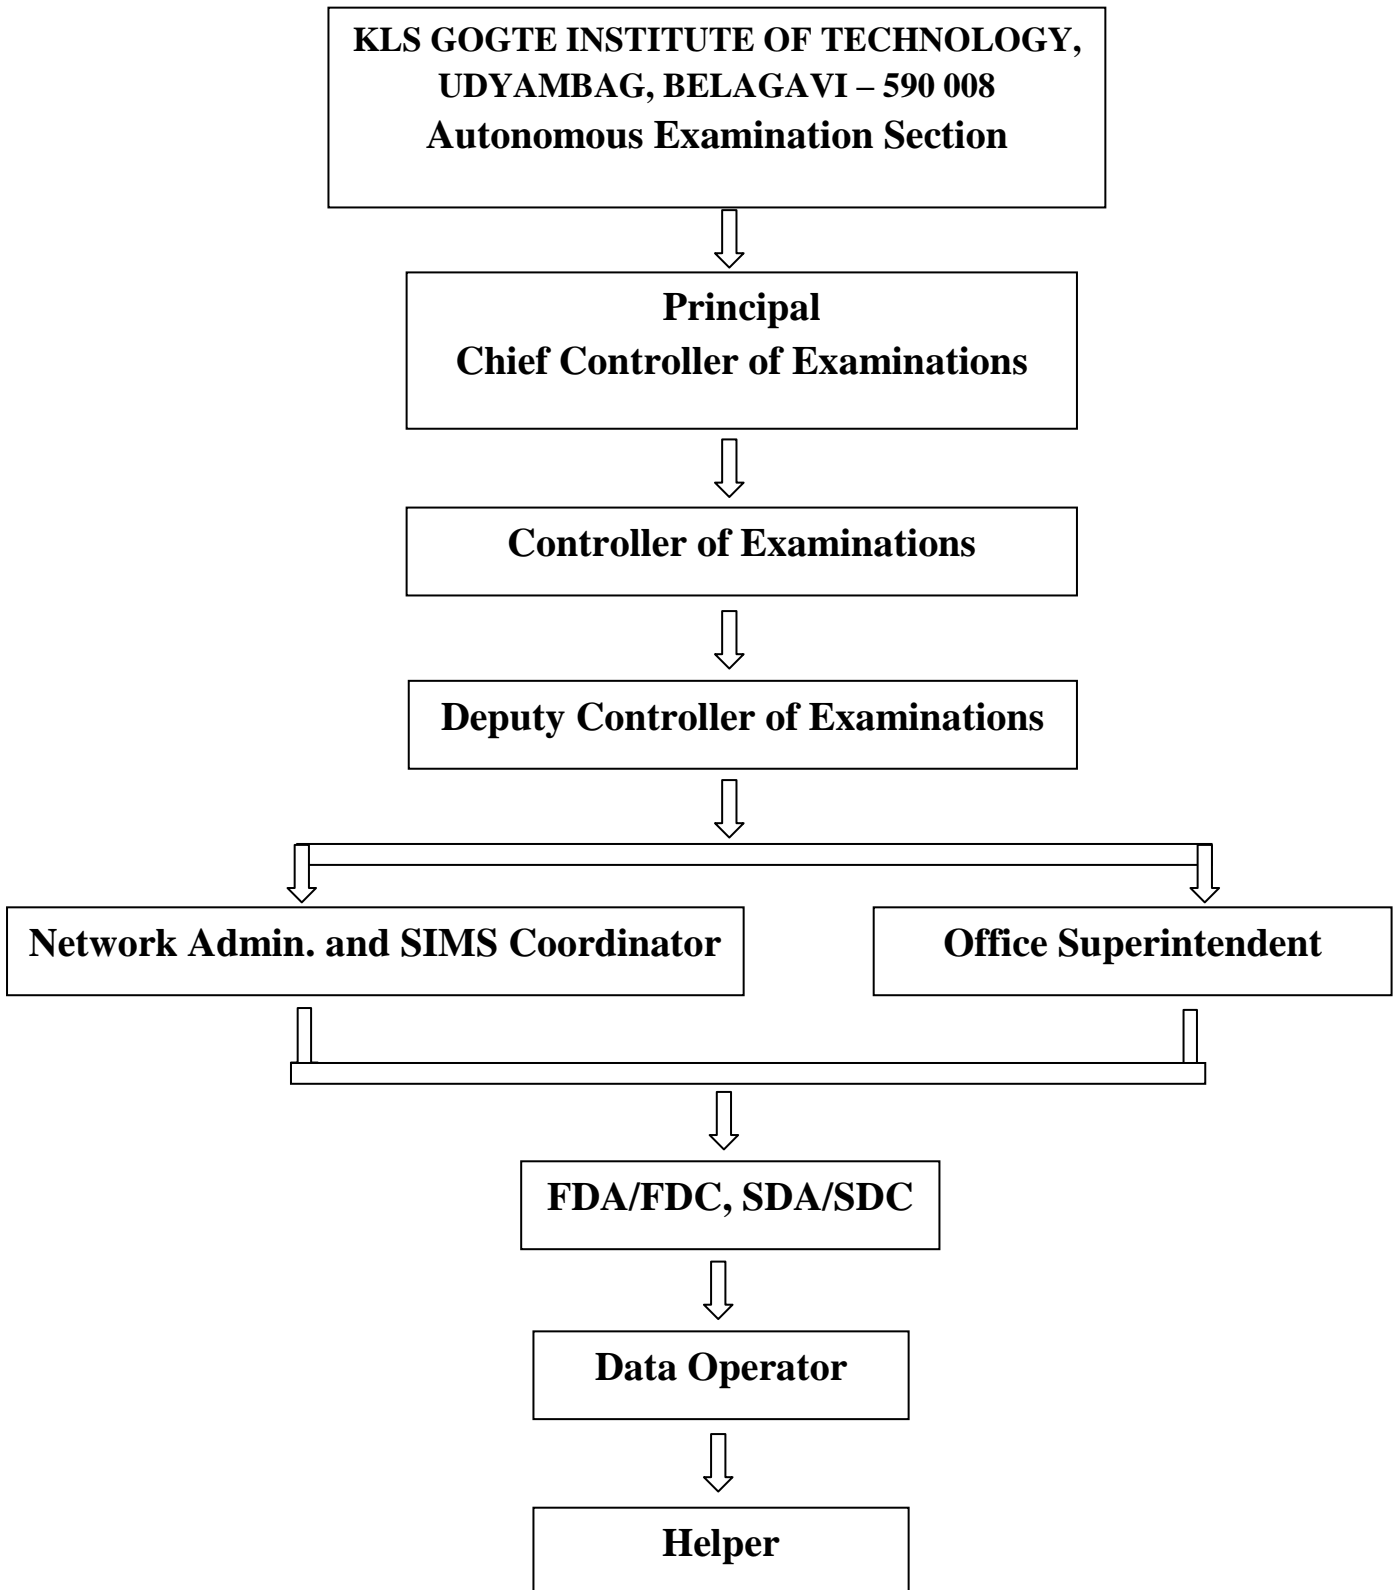 KLS GOGTE INSTITUTE OF TECHNOLOGY,
UDYAMBAG, BELAGAVI – 590 008
Autonomous Examination Section
Principal
Chief Controller of Examinations
Controller of Examinations
Deputy Controller of Examinations
Network Admin. and SIMS Coordinator
Office Superintendent
FDA/FDC, SDA/SDC
Data Operator
Helper